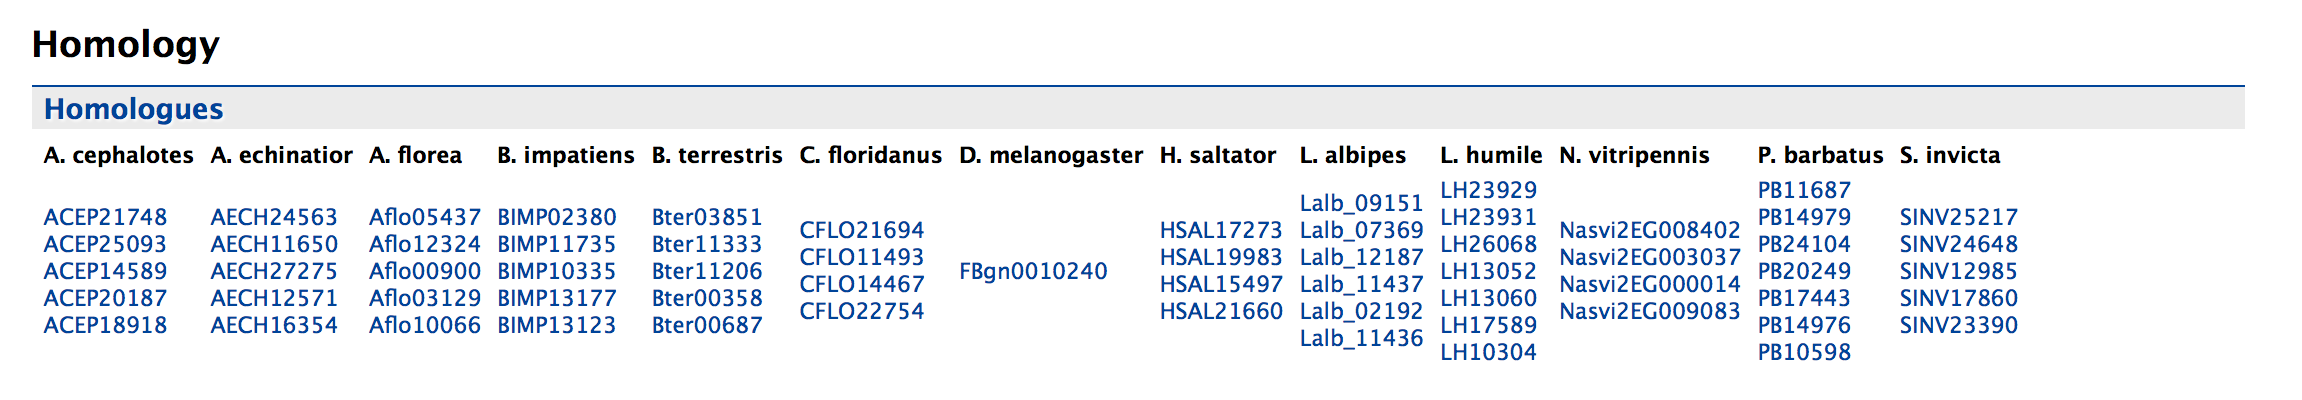 Homology
Homologues
A. cephalotes A. echinatior A. florea B. impatiens B. terrestris C. floridanus D. melanogaster H. saltator L. albipes L. humile N. vitripennis P. barbatus S. invicta
ACEP21748
ACEP25093
ACEP14589
ACEP20187
ACEP18918
AECH24563
AECH11650
AECH27275
AECH12571
AECH16354
Aflo05437
Aflo12324
Aflo00900
Aflo03129
Aflo10066
BIMP02380
BIMP11735
BIMP10335
BIMP13177
BIMP13123
Bter03851
Bter11333
Bter11206
Bter00358
Bter00687
CFLO21694
CFLO11493
CFLO14467
CFLO22754
FBgn0010240
HSAL17273
HSAL19983
HSAL15497
HSAL21660
Lalb_09151
Lalb_07369
Lalb_12187
Lalb_11437
Lalb_02192
Lalb_11436
LH23929
LH23931
LH26068
LH13052
LH13060
LH17589
LH10304
Nasvi2EG008402
Nasvi2EG003037
Nasvi2EG000014
Nasvi2EG009083
PB11687
PB14979
PB24104
PB20249
PB17443
PB14976
PB10598
SINV25217
SINV24648
SINV12985
SINV17860
SINV23390